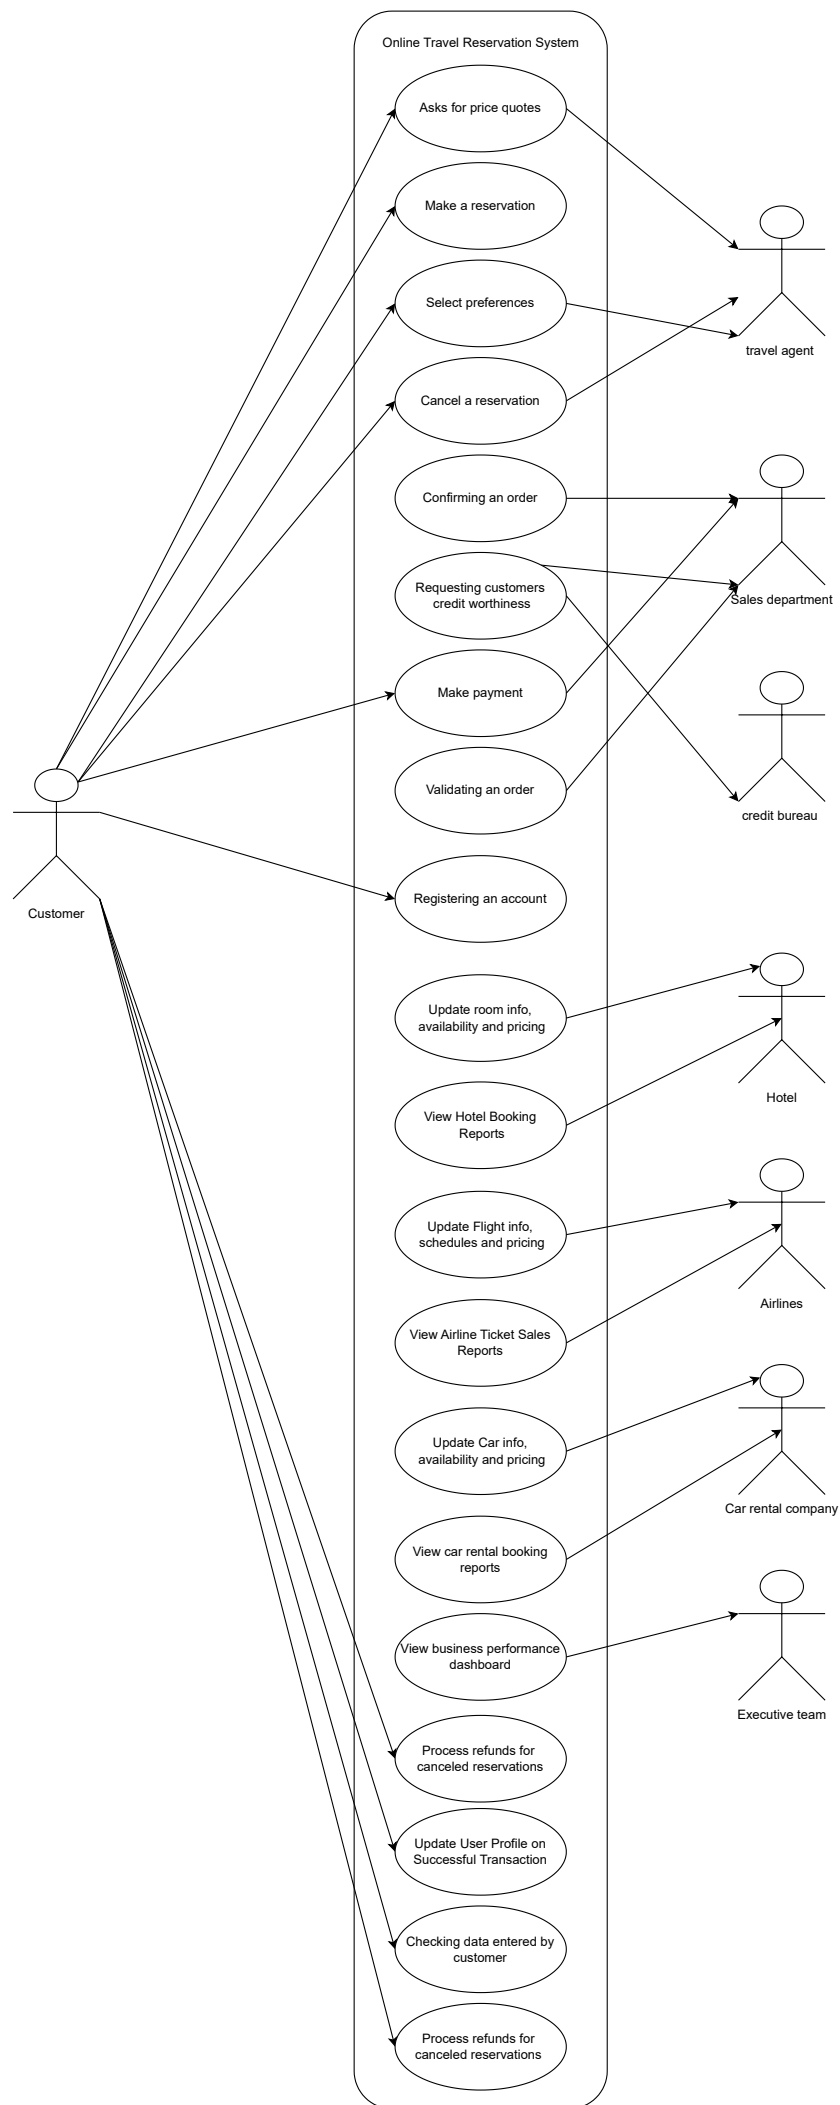 Online Travel Reservation System
Asks for price quotes
Make a reservation
Select preferences
travel agent
Cancel a reservation
Confirming an order
Requesting customers
credit worthiness
Sales department
Make payment
Validating an order
credit bureau
Registering an account
Customer
Update room info,
availability and pricing
Hotel
View Hotel Booking
Reports
Update Flight info,
schedules and pricing
Airlines
View Airline Ticket Sales
Reports
Update Car info,
availability and pricing
Car rental company
View car rental booking
reports
View business performance
dashboard
Executive team
Process refunds for
canceled reservations
Update User Profile on
Successful Transaction
Checking data entered by
customer
Process refunds for
canceled reservations